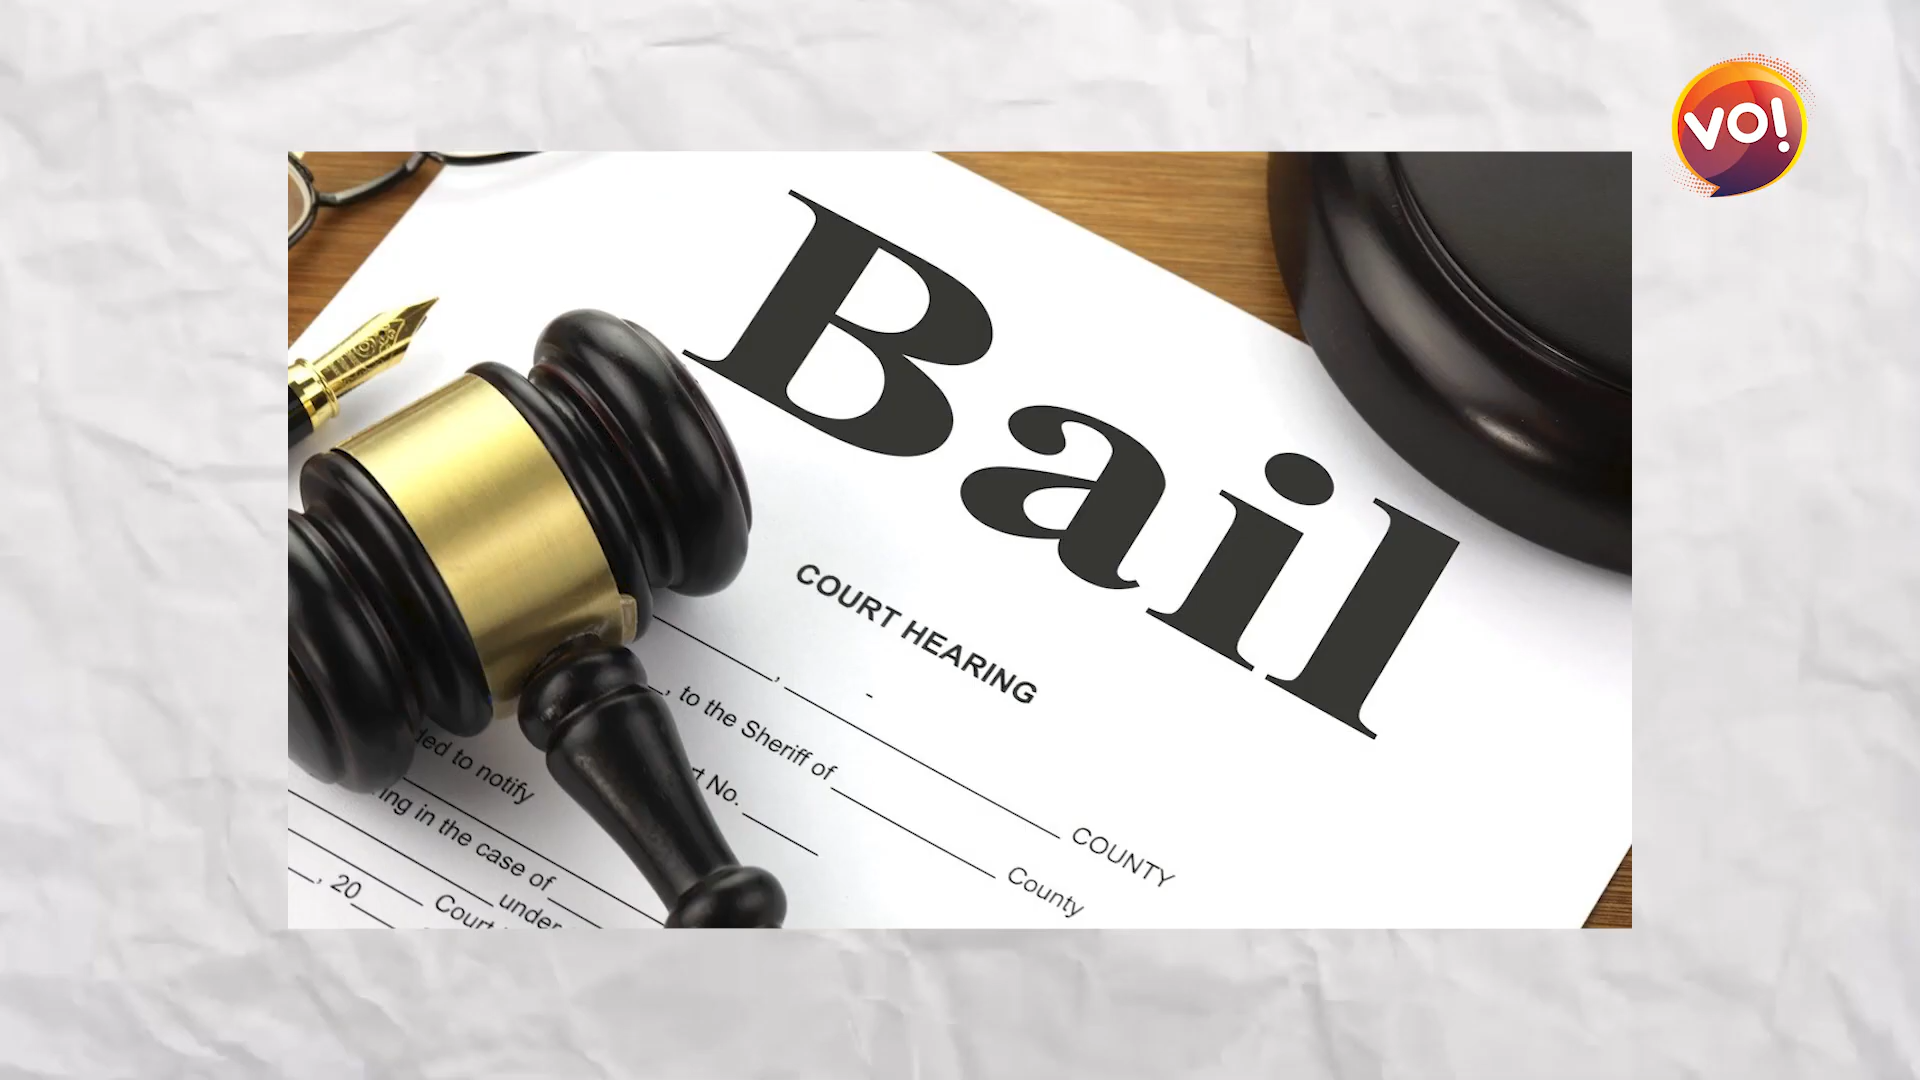 VO!
Bail
COURT HEARING
, -
COUNTY
, to the Sheriff of County
No.
to notify
ing in the case of
under
, 20 Court